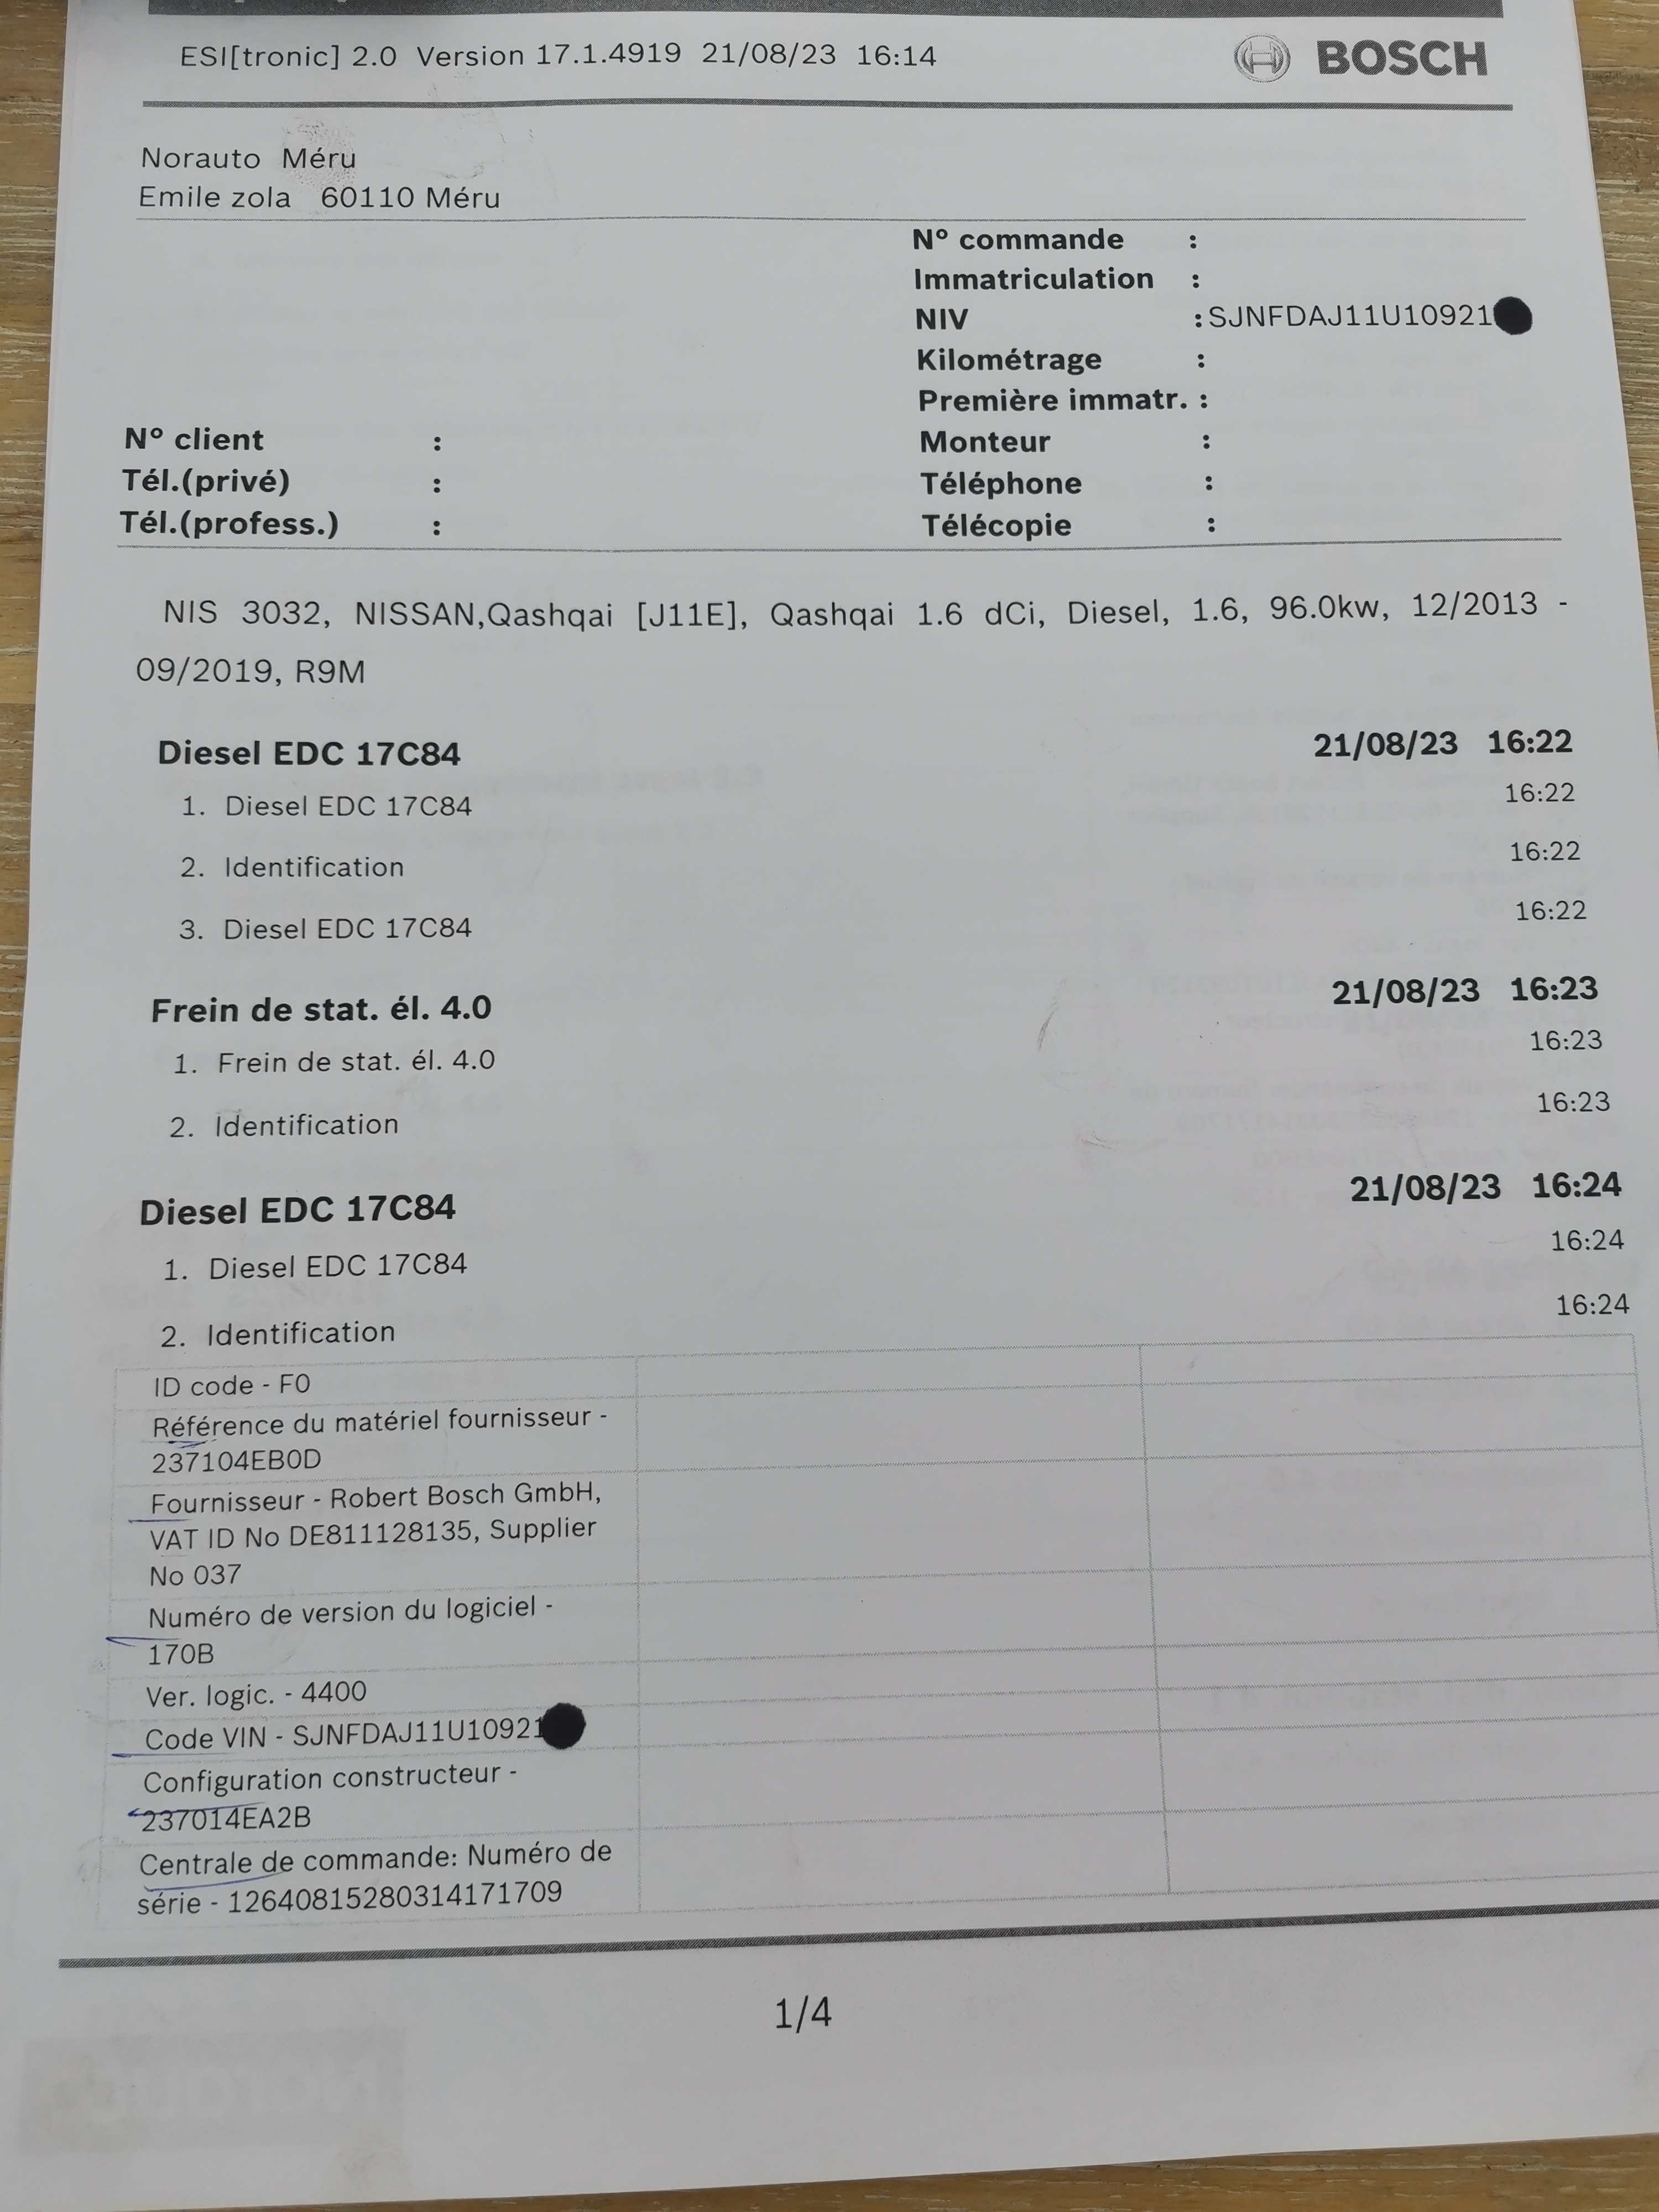 ESI[tronic] 2.0 Version 17.1.4919 21/08/23 16:14
BOSCH
Norauto Méru
Emile zola 60110 Méru
N° commande :
Immatriculation :
NIV : SJNFDAJ11U10921
Kilométrage :
Première immatr. :
N° client :
Monteur :
Tél.(privé) :
Téléphone :
Tél.(profess.) :
Télécopie :
NIS 3032, NISSAN,Qashqai [J11E], Qashqai 1.6 dCi, Diesel, 1.6, 96.0kw, 12/2013 -
09/2019, R9M
Diesel EDC 17C84 21/08/23 16:22
1. Diesel EDC 17C84 16:22
2. Identification 16:22
3. Diesel EDC 17C84 16:22
Frein de stat. él. 4.0 21/08/23 16:23
1. Frein de stat. él. 4.0 16:23
2. Identification 16:23
Diesel EDC 17C84 21/08/23 16:24
1. Diesel EDC 17C84 16:24
2. Identification 16:24
ID code - F0
Référence du matériel fournisseur -
237104EB0D
Fournisseur - Robert Bosch GmbH,
VAT ID No DE811128135, Supplier
No 037
Numéro de version du logiciel -
170B
Ver. logic. - 4400
Code VIN - SJNFDAJ11U10921
Configuration constructeur -
237014EA2B
Centrale de commande: Numéro de
série - 12640815280314171709
1/4